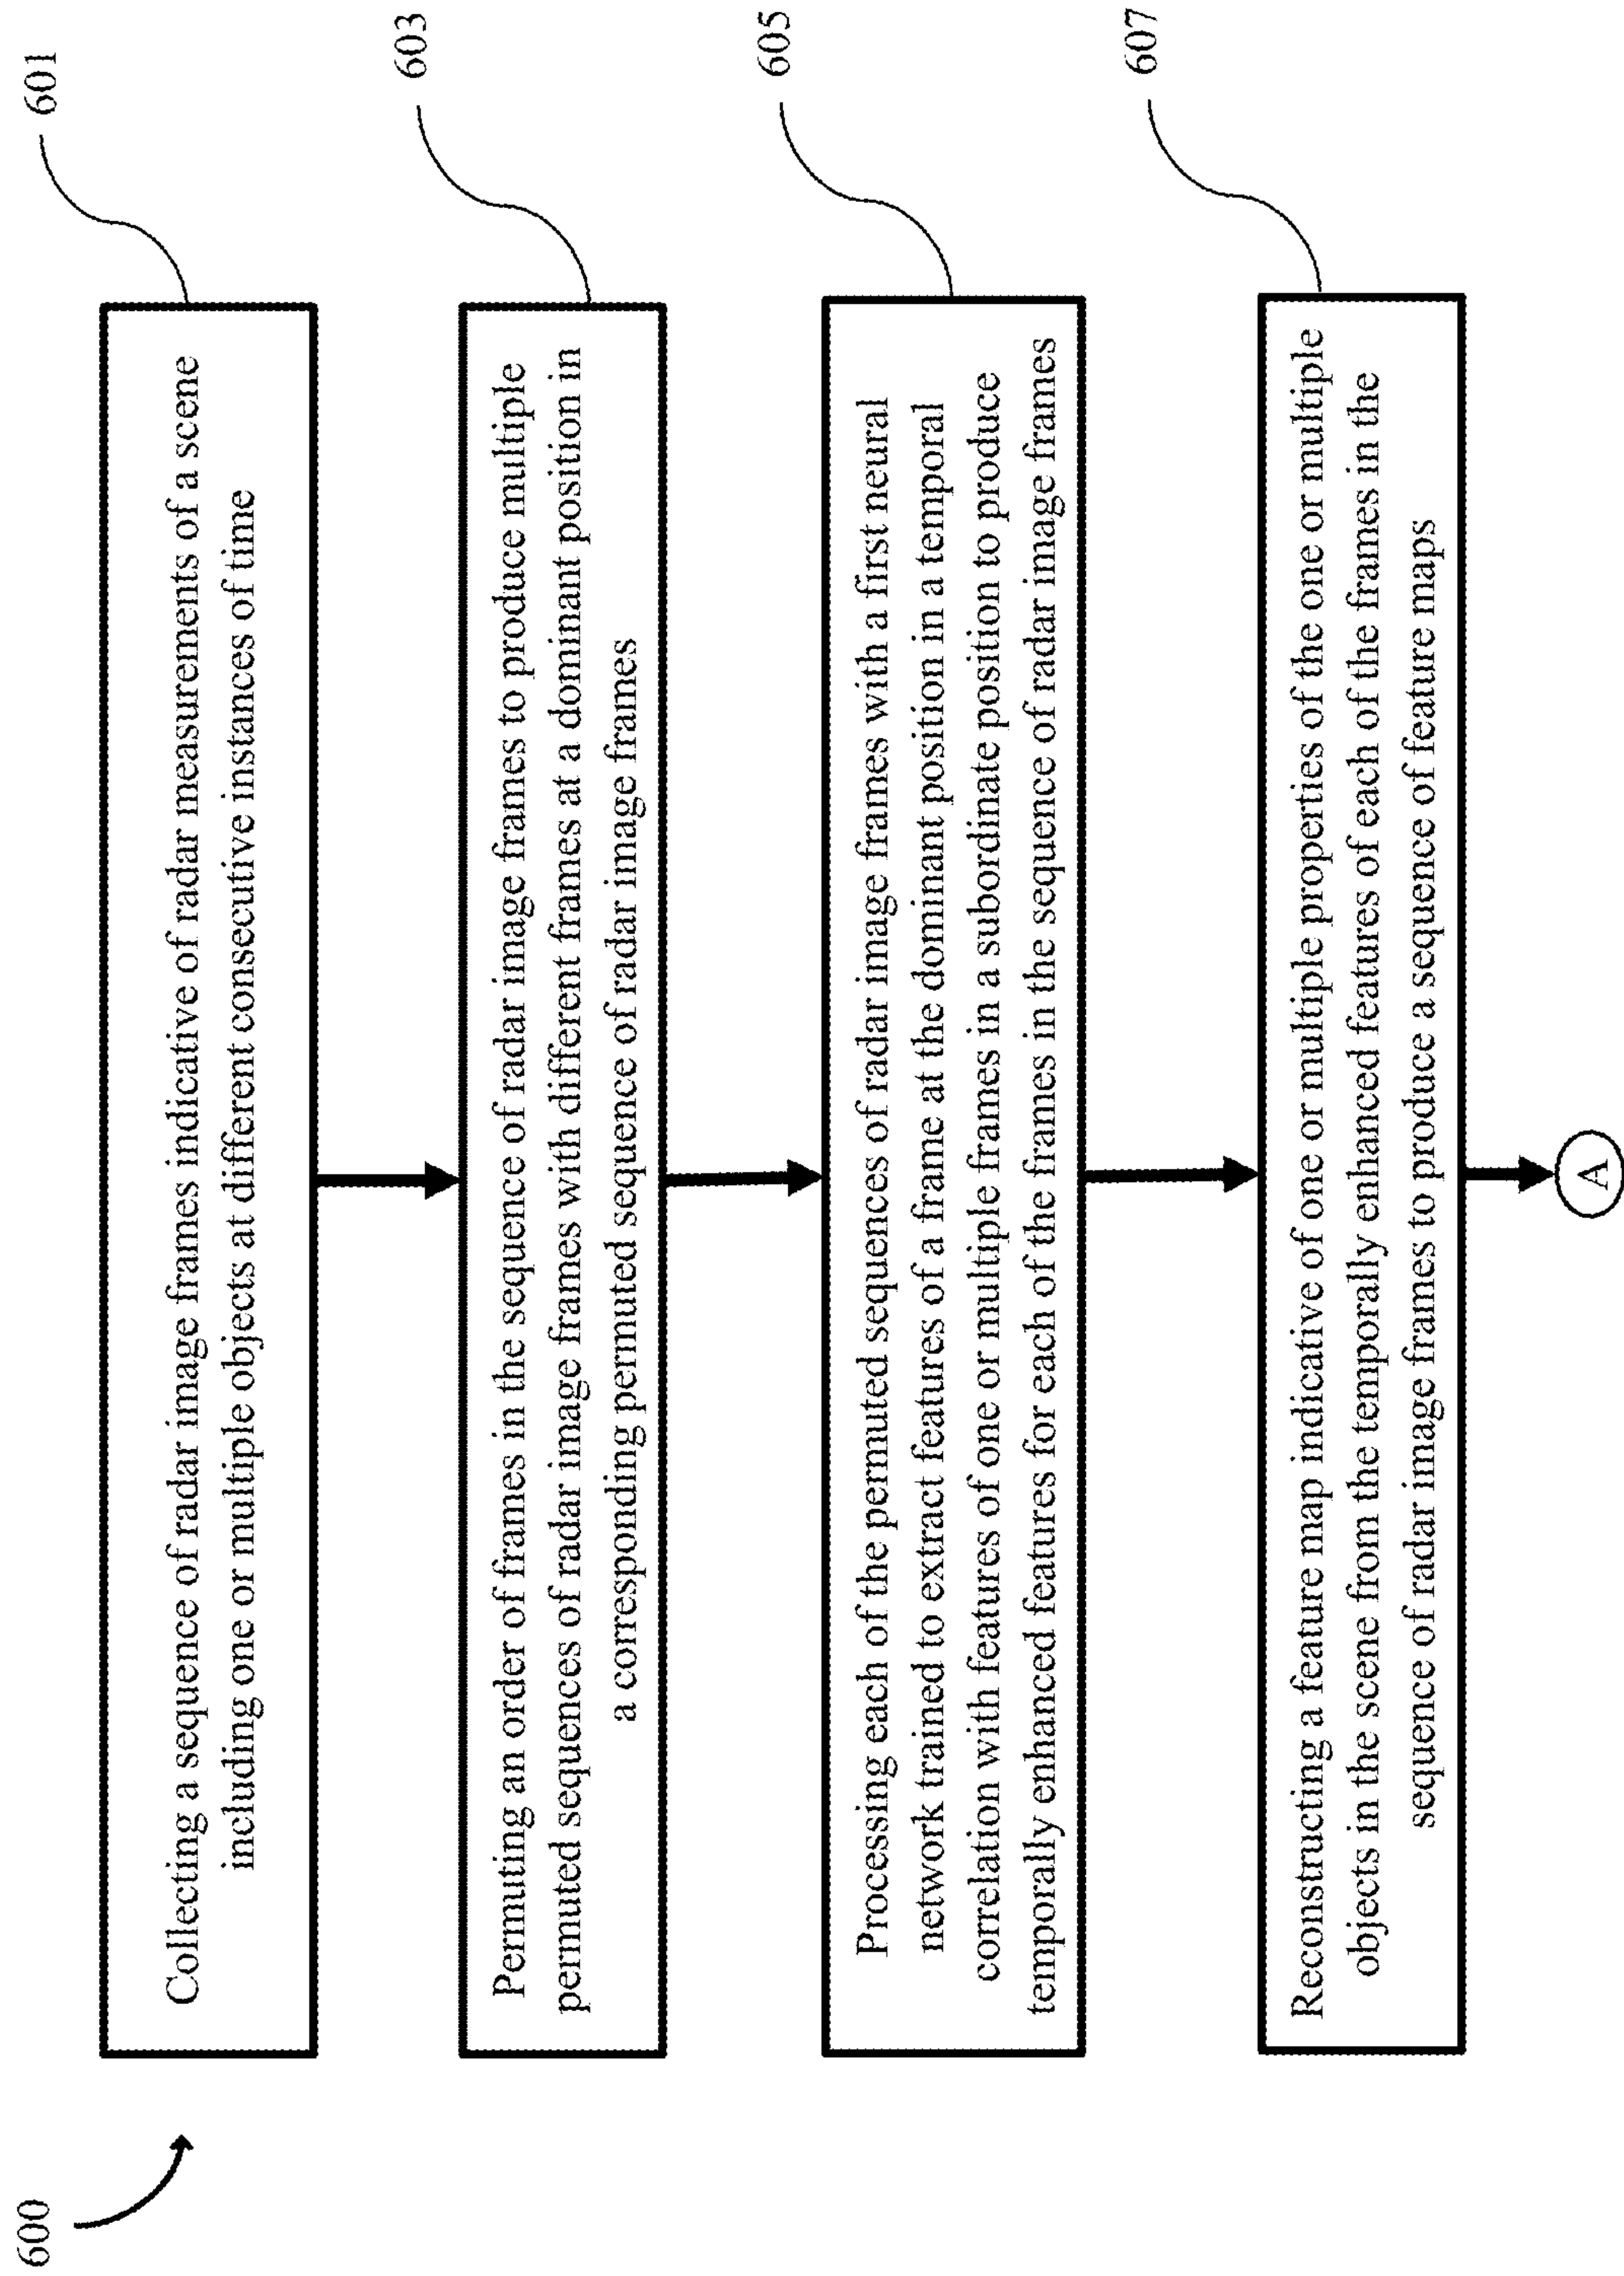 600
601
Collecting a sequence of radar image frames indicative of radar measurements of a scene
including one or multiple objects at different consecutive instances of time
603
Permuting an order of frames in the sequence of radar image frames to produce multiple
permuted sequences of radar image frames with different frames at a dominant position in
a corresponding permuted sequence of radar image frames
605
Processing each of the permuted sequences of radar image frames with a first neural
network trained to extract features of a frame at the dominant position in a temporal
correlation with features of one or multiple frames in a subordinate position to produce
temporally enhanced features for each of the frames in the sequence of radar image frames
607
Reconstructing a feature map indicative of one or multiple properties of the one or multiple
objects in the scene from the temporally enhanced features of each of the frames in the
sequence of radar image frames to produce a sequence of feature maps
A